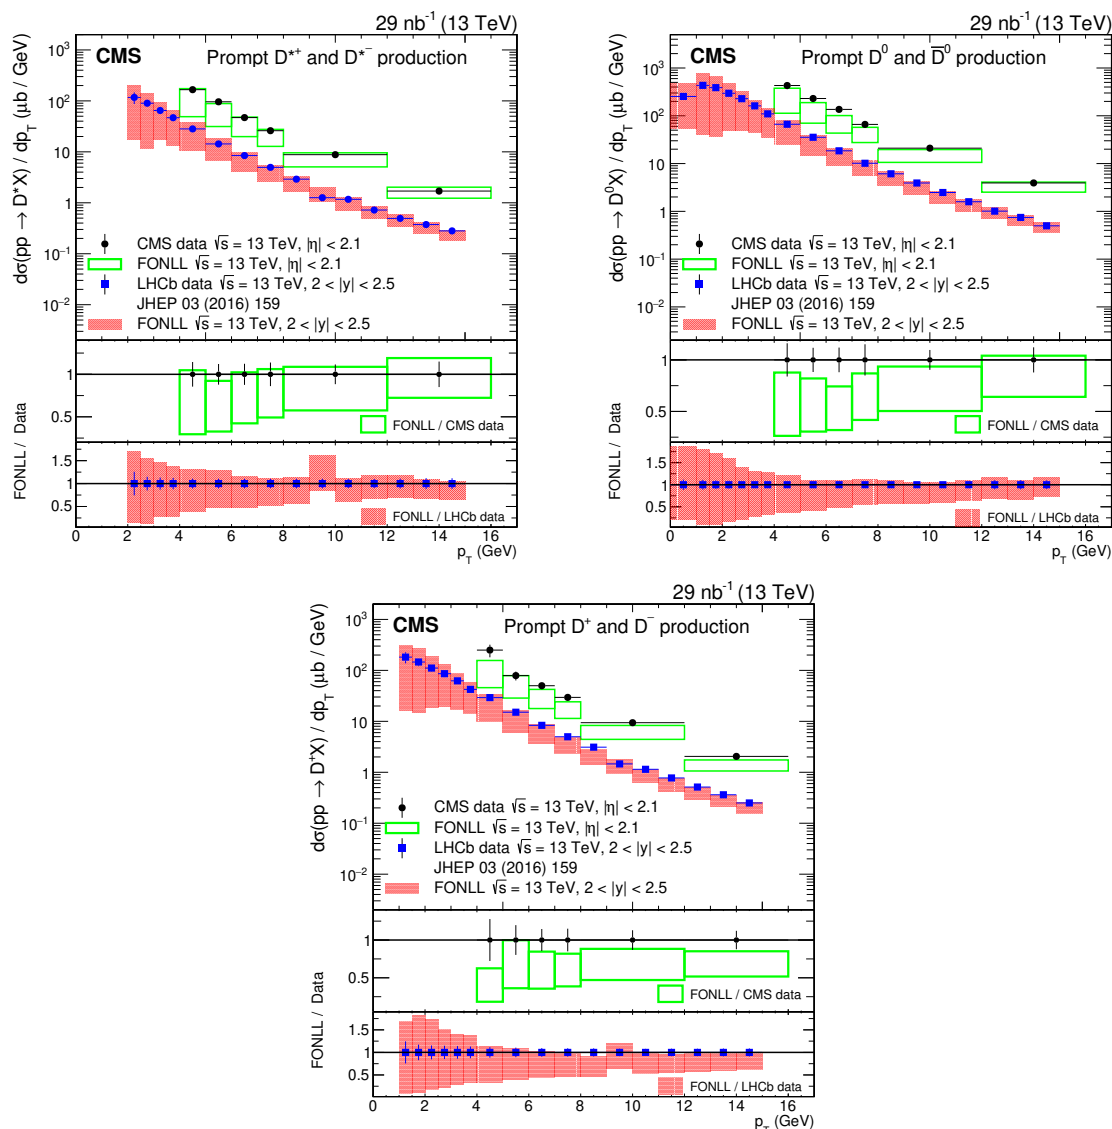 29 nb⁻¹ (13 TeV)
CMS
Prompt D*⁺ and D*⁻ production
dσ(pp → D*X) / dp_T (μb / GeV)
10³
10²
10
1
10⁻¹
10⁻²
CMS data √s = 13 TeV, |η| < 2.1
FONLL √s = 13 TeV, |η| < 2.1
LHCb data √s = 13 TeV, 2 < |y| < 2.5
JHEP 03 (2016) 159
FONLL √s = 13 TeV, 2 < |y| < 2.5
FONLL / Data
1
0.5
FONLL / CMS data
1.5
1
0.5
FONLL / LHCb data
0 2 4 6 8 10 12 14 16
p_T (GeV)
29 nb⁻¹ (13 TeV)
CMS
Prompt D⁰ and D̅⁰ production
dσ(pp → D⁰X) / dp_T (μb / GeV)
10³
10²
10
1
10⁻¹
10⁻²
CMS data √s = 13 TeV, |η| < 2.1
FONLL √s = 13 TeV, |η| < 2.1
LHCb data √s = 13 TeV, 2 < |y| < 2.5
JHEP 03 (2016) 159
FONLL √s = 13 TeV, 2 < |y| < 2.5
FONLL / Data
1
0.5
FONLL / CMS data
1.5
1
0.5
FONLL / LHCb data
0 2 4 6 8 10 12 14 16
p_T (GeV)
29 nb⁻¹ (13 TeV)
CMS
Prompt D⁺ and D⁻ production
dσ(pp → D⁺X) / dp_T (μb / GeV)
10³
10²
10
1
10⁻¹
10⁻²
CMS data √s = 13 TeV, |η| < 2.1
FONLL √s = 13 TeV, |η| < 2.1
LHCb data √s = 13 TeV, 2 < |y| < 2.5
JHEP 03 (2016) 159
FONLL √s = 13 TeV, 2 < |y| < 2.5
FONLL / Data
1
0.5
FONLL / CMS data
1.5
1
0.5
FONLL / LHCb data
0 2 4 6 8 10 12 14 16
p_T (GeV)